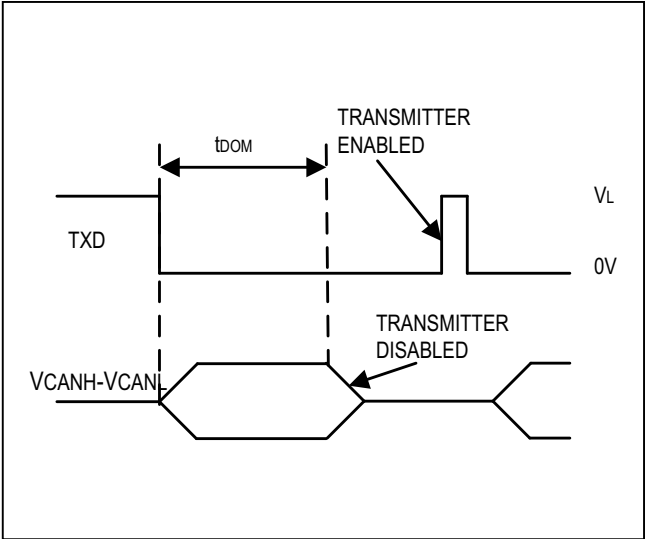 TRANSMITTER
ENABLED
tDOM
VL
TXD
0V
TRANSMITTER
DISABLED
VCANH-VCANL